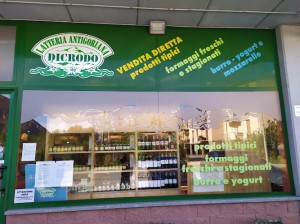 LATTERIA ANTIGORIANA
DICRODO
VENDITA DIRETTA
prodotti tipici
formaggi freschi
e stagionati
burro - yogurt e
mozzarelle
prodotti tipici
formaggi
freschi e stagionati
burro e yogurt